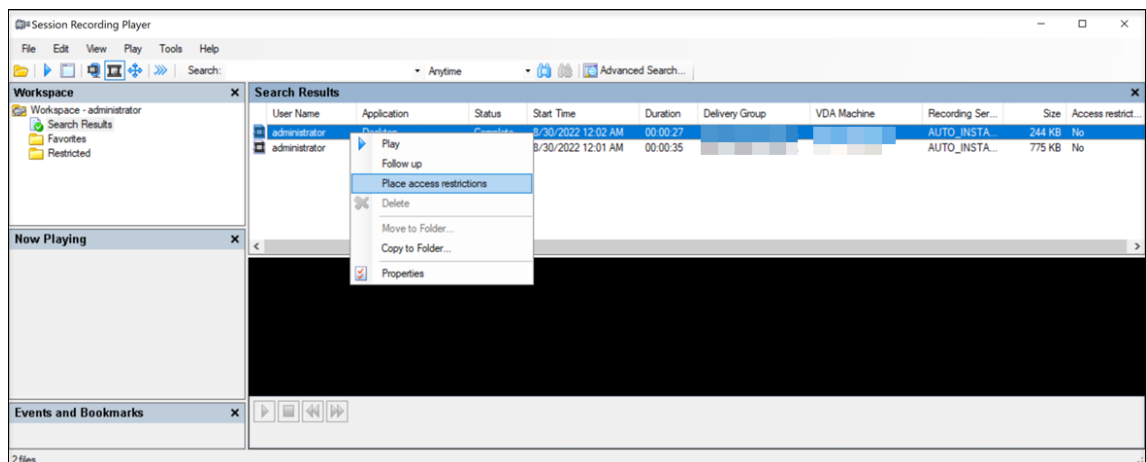 Session Recording Player
File Edit View Play Tools Help
Search: Anytime Advanced Search...
Workspace x Search Results x
Workspace - administrator
Search Results
Favorites
Restricted
User Name Application Status Start Time Duration Delivery Group VDA Machine Recording Ser... Size Access restrict...
administrator Desktop Complete 8/30/2022 12:02 AM 00:00:27 AUTO_INSTA... 244 KB No
administrator 8/30/2022 12:01 AM 00:00:35 AUTO_INSTA... 775 KB No
Play
Follow up
Place access restrictions
Delete
Move to Folder...
Copy to Folder...
Properties
Now Playing x
Events and Bookmarks x
2 files